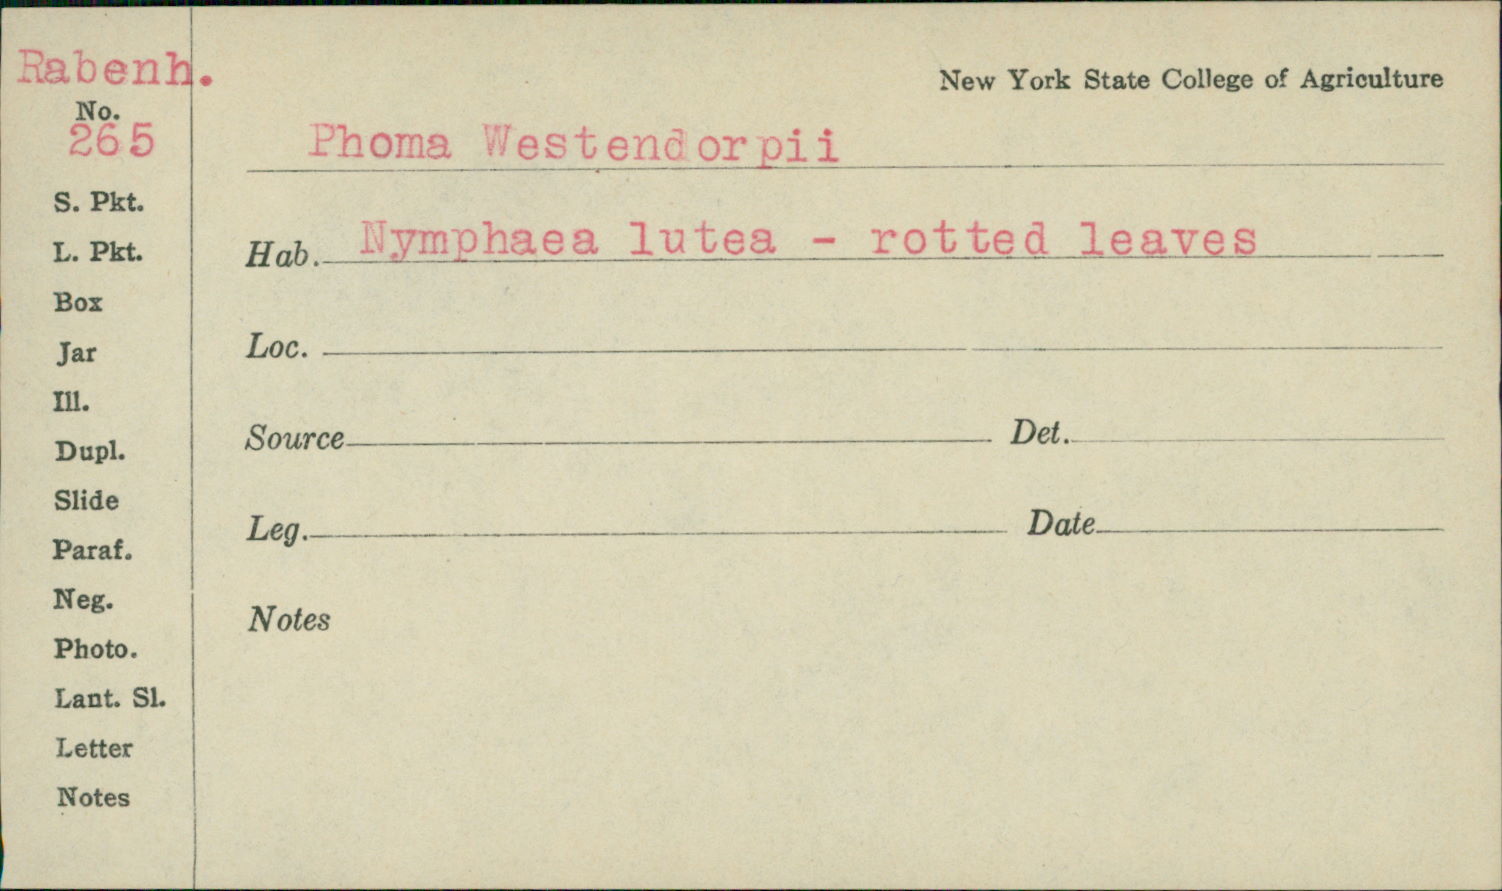 Rabenh.
New York State College of Agriculture
No.
265
Phoma Westendorpii
S. Pkt.
L. Pkt.
Hab. Nymphaea lutea - rotted leaves
Box
Jar
Loc.
Ill.
Dupl.
Source
Det.
Slide
Paraf.
Leg.
Date
Neg.
Notes
Photo.
Lant. Sl.
Letter
Notes